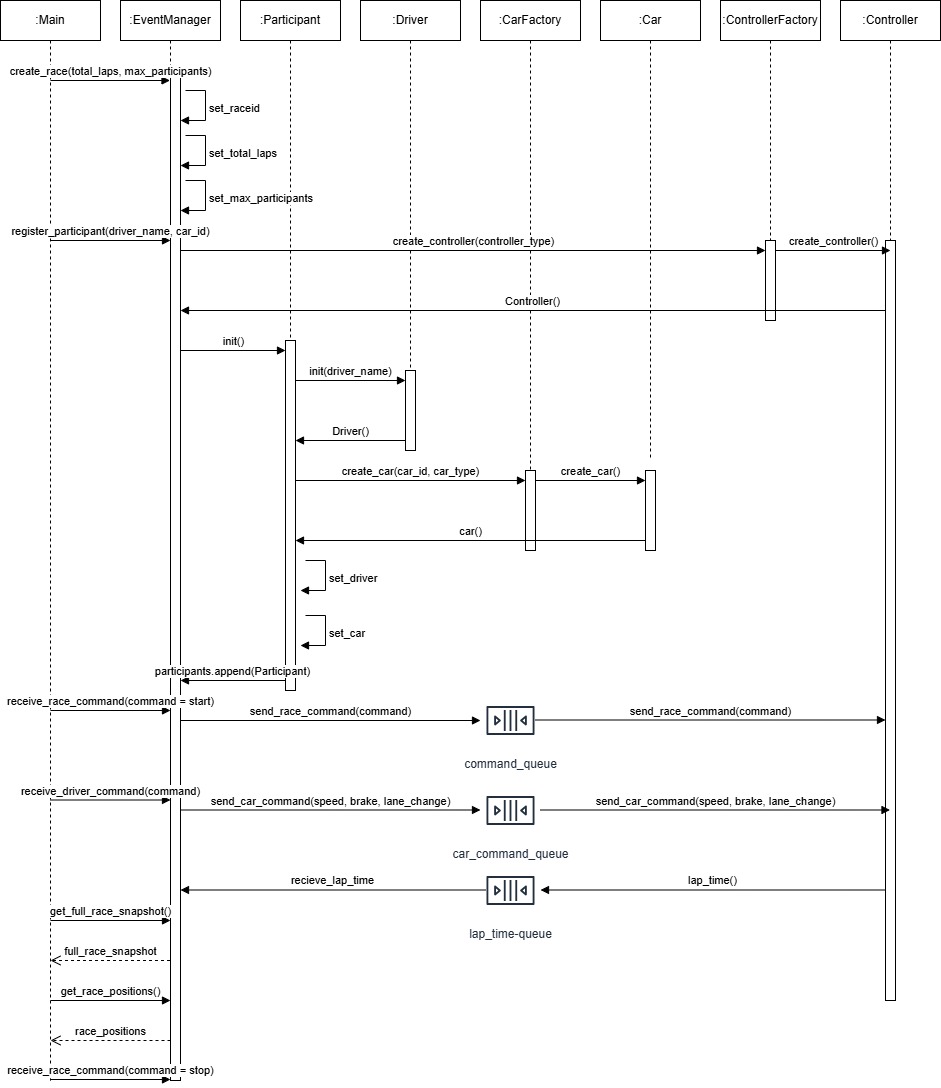 :Main
:EventManager
:Participant
:Driver
:CarFactory
:Car
:ControllerFactory
:Controller
create_race(total_laps, max_participants)
set_raceid
set_total_laps
set_max_participants
register_participant(driver_name, car_id)
create_controller(controller_type)
create_controller()
Controller()
init()
init(driver_name)
Driver()
create_car(car_id, car_type)
create_car()
car()
set_driver
set_car
participants.append(Participant)
receive_race_command(command = start)
send_race_command(command)
send_race_command(command)
command_queue
receive_driver_command(command)
send_car_command(speed, brake, lane_change)
send_car_command(speed, brake, lane_change)
car_command_queue
recieve_lap_time
lap_time()
lap_time-queue
get_full_race_snapshot()
full_race_snapshot
get_race_positions()
race_positions
receive_race_command(command = stop)